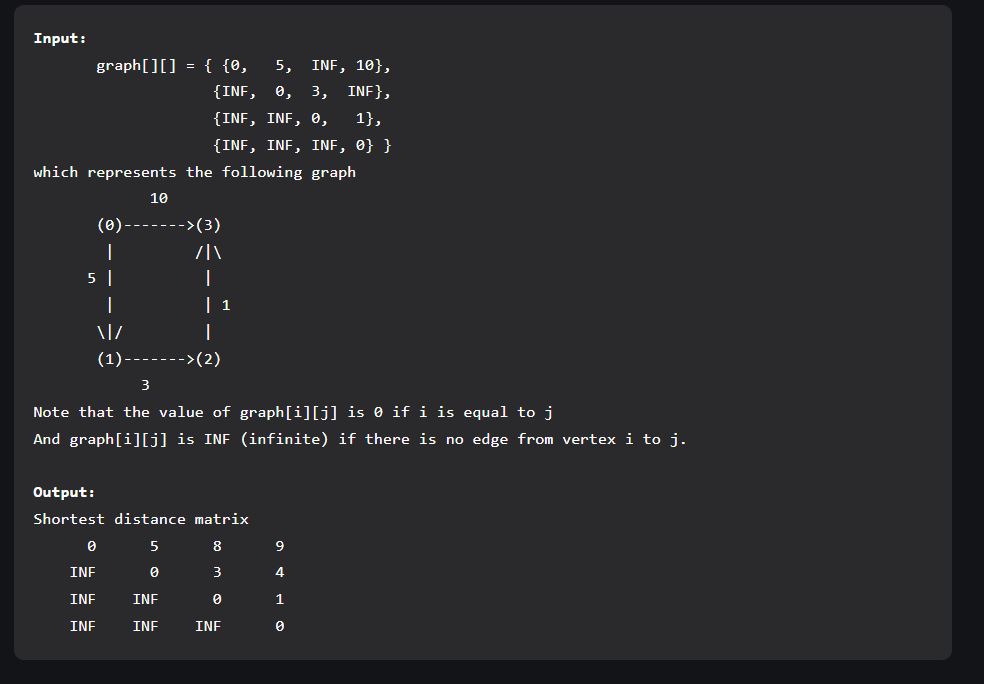 Input:
graph[][] = { {0,   5,  INF, 10},
             {INF,  0,  3,  INF},
             {INF, INF, 0,   1},
             {INF, INF, INF, 0} }
which represents the following graph
             10
       (0)------->(3)
        |         /|\
      5 |          |
        |          | 1
       \|/         |
       (1)------->(2)
            3
Note that the value of graph[i][j] is 0 if i is equal to j
And graph[i][j] is INF (infinite) if there is no edge from vertex i to j.
Output:
Shortest distance matrix
      0      5      8      9
    INF      0      3      4
    INF    INF      0      1
    INF    INF    INF      0